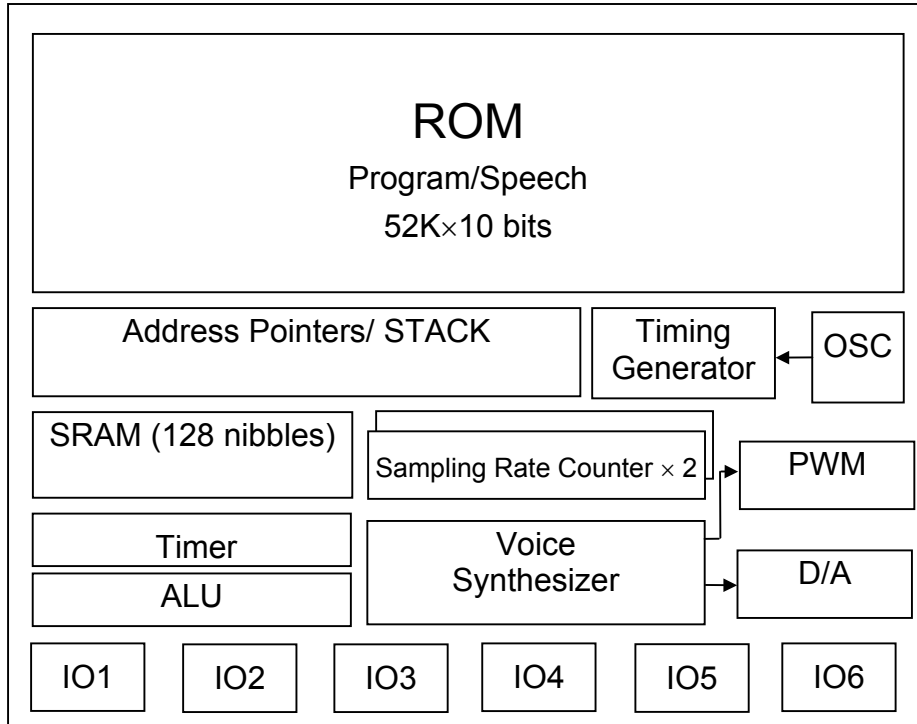 ROM
Program/Speech
52K×10 bits
Address Pointers/ STACK
Timing
Generator
OSC
SRAM (128 nibbles)
Sampling Rate Counter × 2
PWM
Timer
Voice
Synthesizer
D/A
ALU
IO1
IO2
IO3
IO4
IO5
IO6